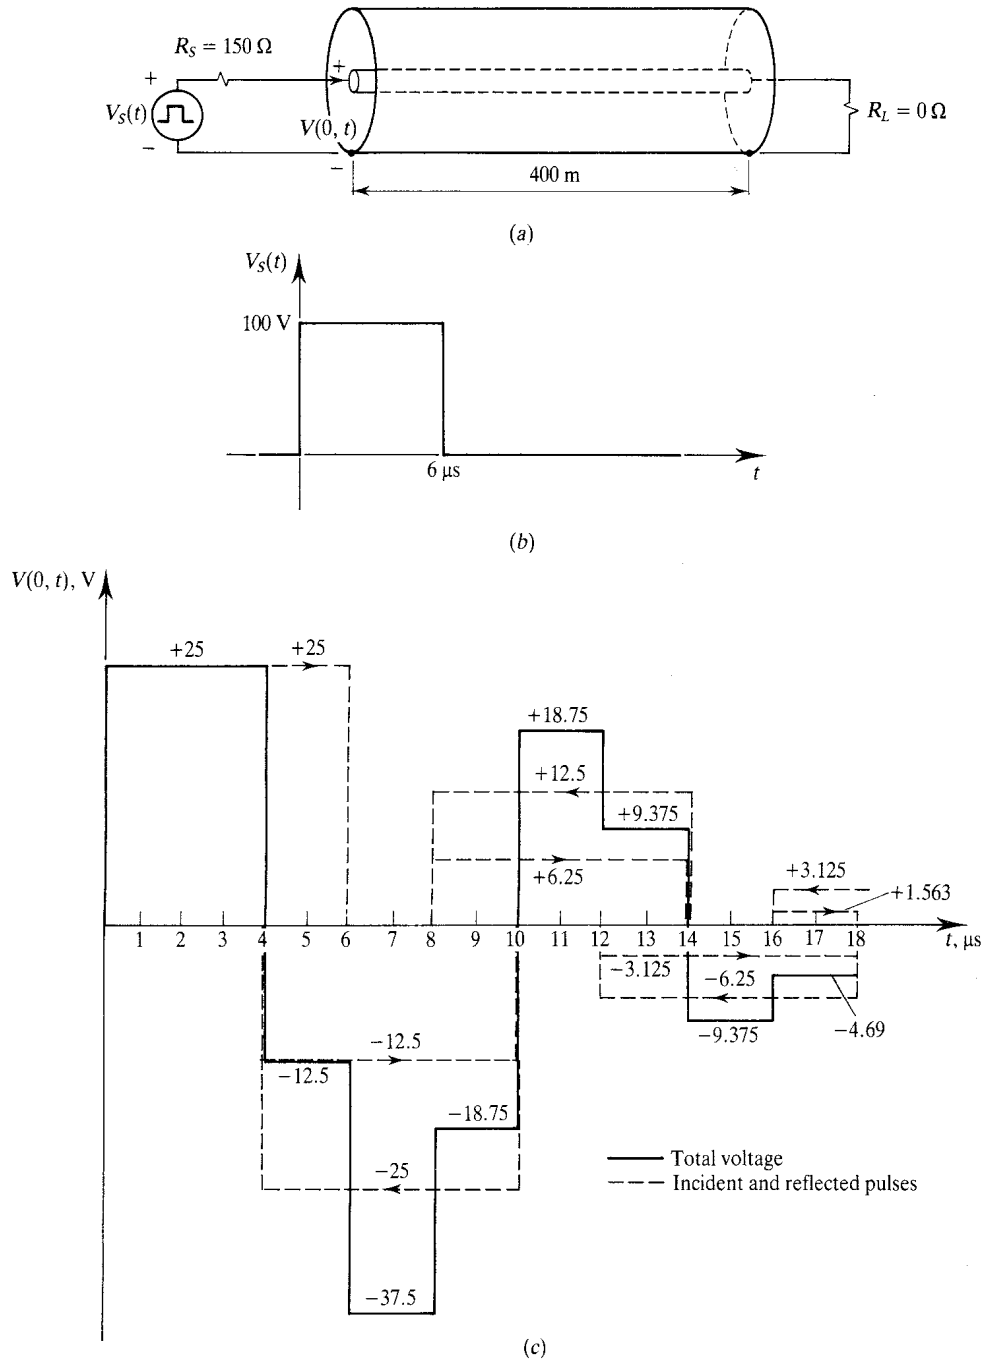 R_S = 150 Ω
+
+
V_S(t)
V(0, t)
R_L = 0 Ω
−
−
400 m
(a)
V_S(t)
100 V
6 μs
t
(b)
V(0, t), V
+25
+25
+18.75
+12.5
+9.375
+6.25
+3.125
+1.563
1 2 3 4 5 6 7 8 9 10 11 12 13 14 15 16 17 18
t, μs
−3.125
−6.25
−9.375
−4.69
−12.5
−12.5
−18.75
−25
−37.5
Total voltage
Incident and reflected pulses
(c)